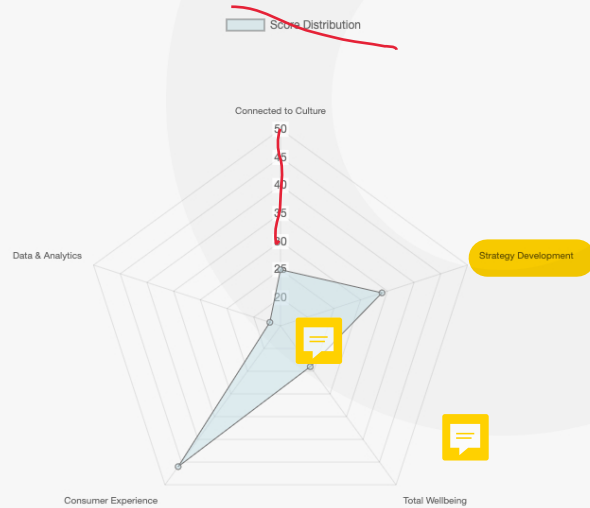 Score Distribution
Connected to Culture
50
45
40
35
30
25
20
Data & Analytics
Strategy Development
Consumer Experience
Total Wellbeing